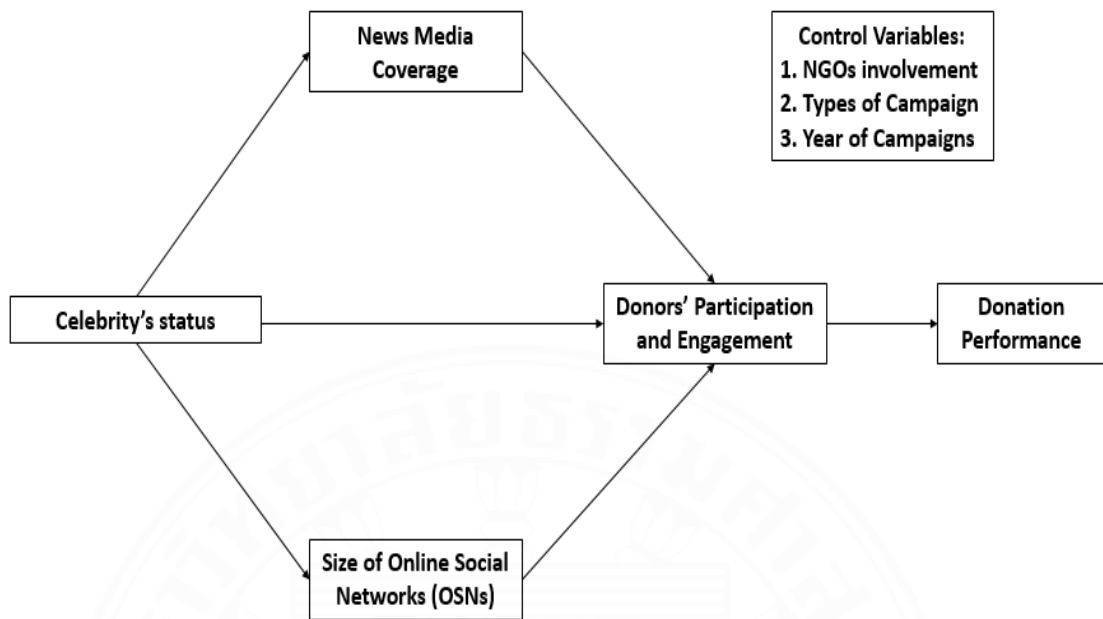 News Media
Coverage
Control Variables:
1. NGOs involvement
2. Types of Campaign
3. Year of Campaigns
Celebrity’s status
Donors’ Participation
and Engagement
Donation
Performance
Size of Online Social
Networks (OSNs)